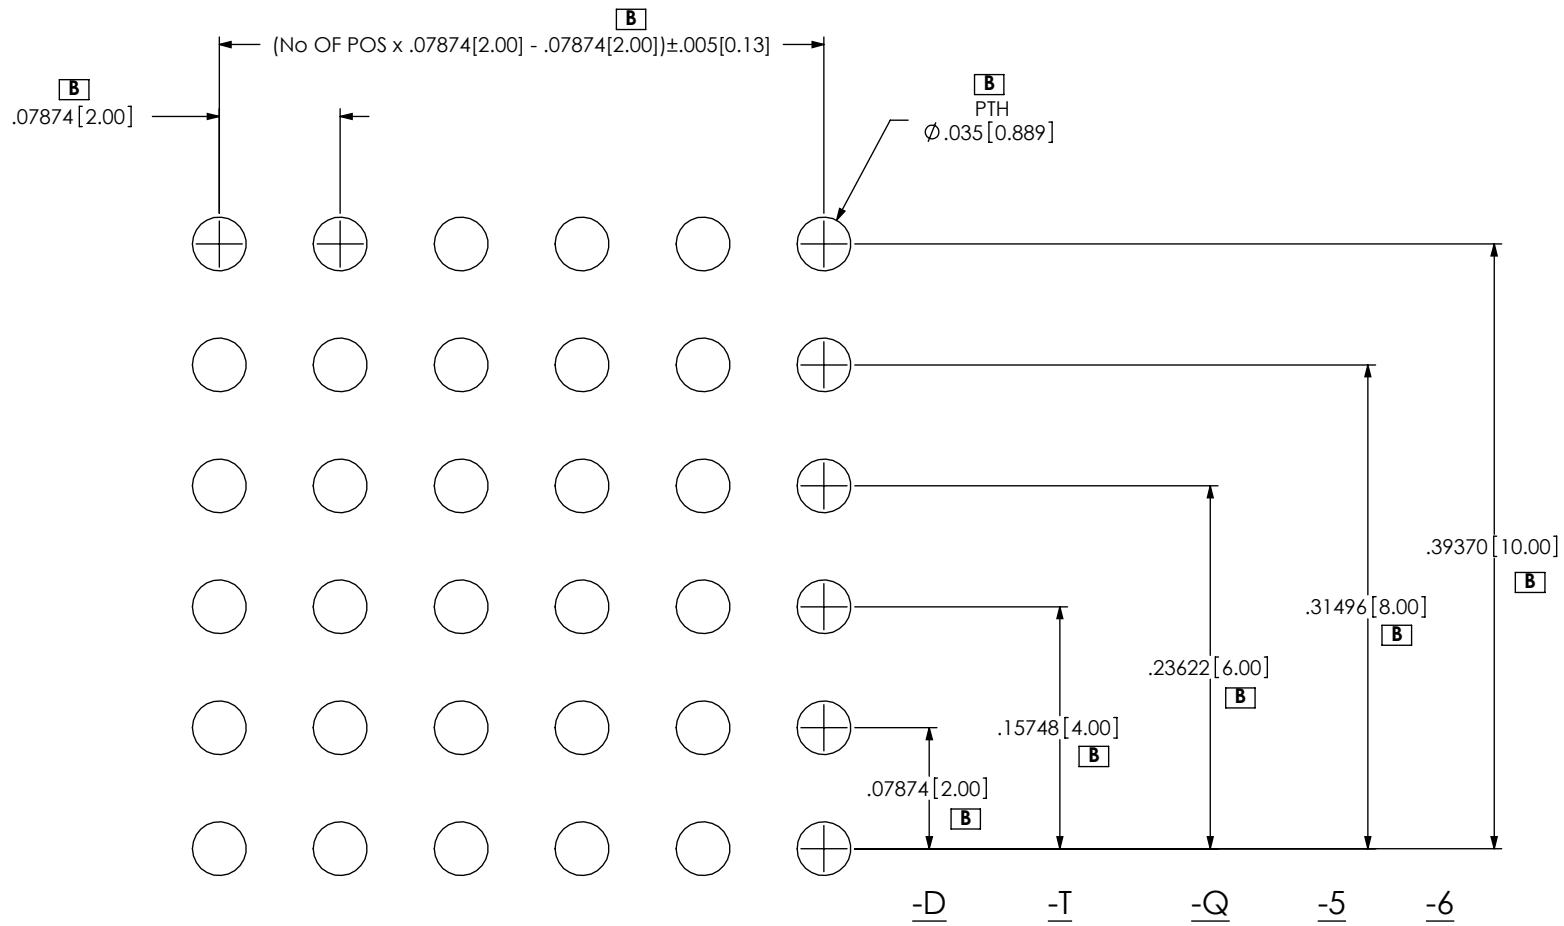 B
(No OF POS x .07874[2.00] - .07874[2.00])±.005[0.13]
B
.07874[2.00]
B
PTH
Ø.035[0.889]
.39370[10.00]
B
.31496[8.00]
B
.23622[6.00]
B
.15748[4.00]
B
.07874[2.00]
B
-D -T -Q -5 -6